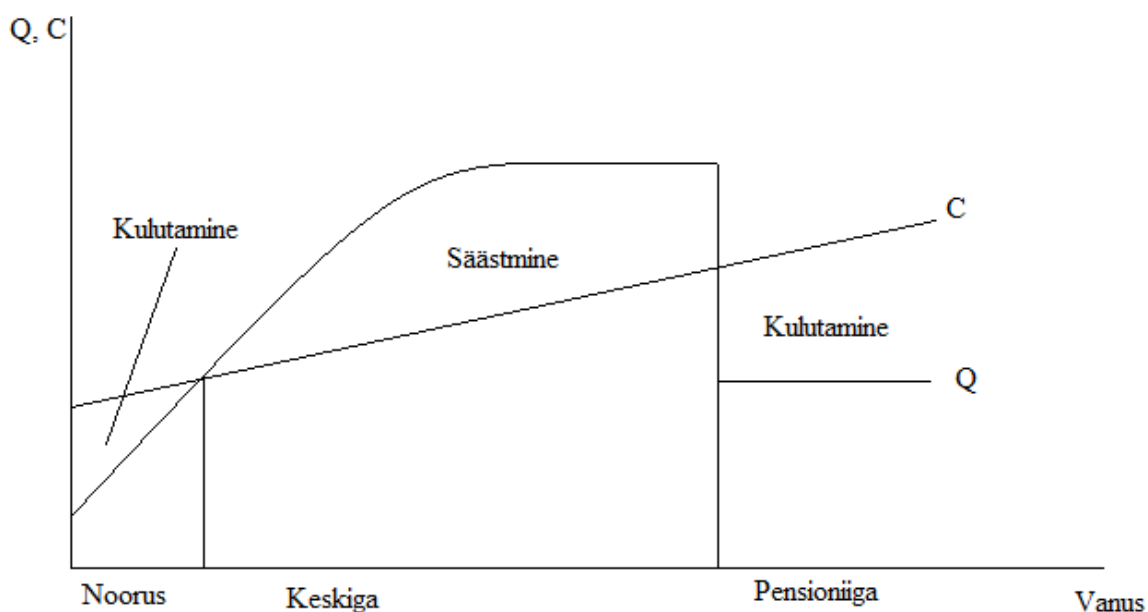 Q, C
Kulutamine
C
Säästmine
Kulutamine
Q
Noorus
Keskiga
Pensioniiga
Vanus